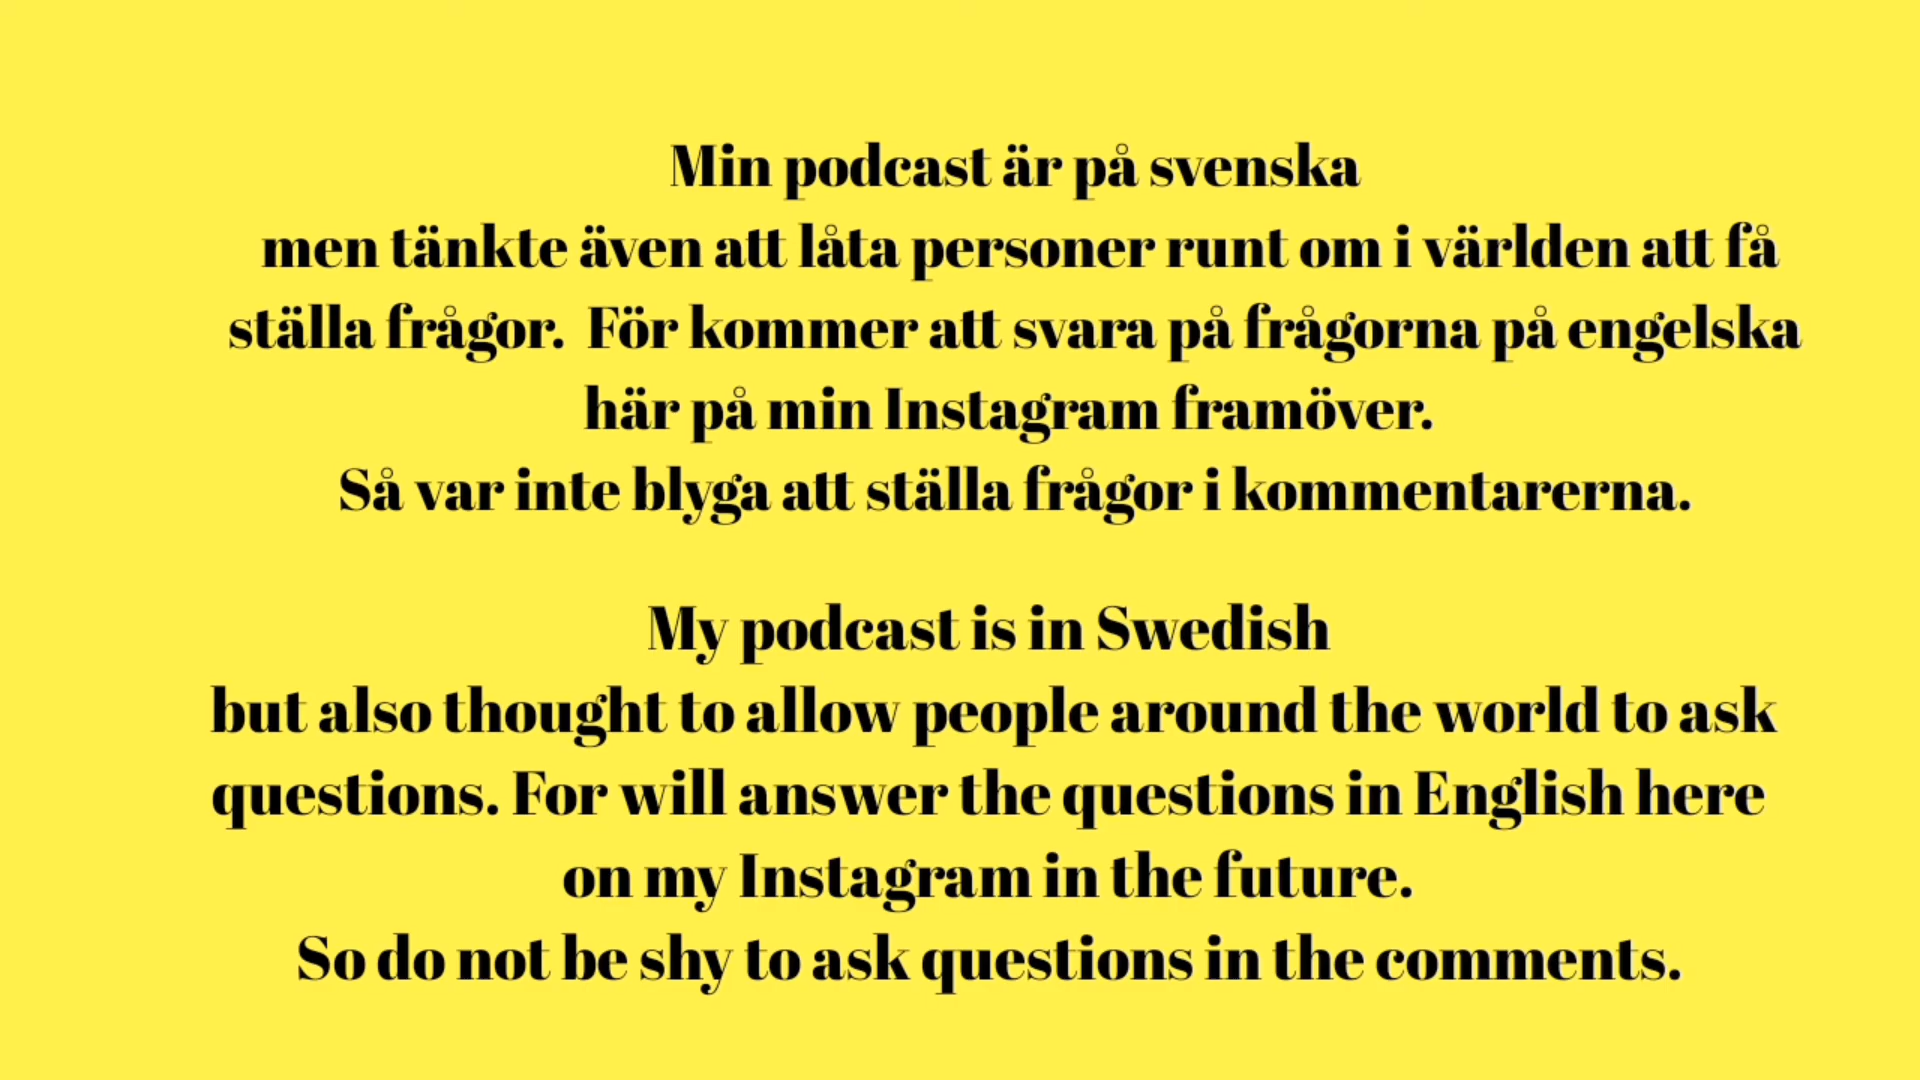 Min podcast är på svenska
men tänkte även att låta personer runt om i världen att få
ställa frågor. För kommer att svara på frågorna på engelska
här på min Instagram framöver.
Så var inte blyga att ställa frågor i kommentarerna.
My podcast is in Swedish
but also thought to allow people around the world to ask
questions. For will answer the questions in English here
on my Instagram in the future.
So do not be shy to ask questions in the comments.